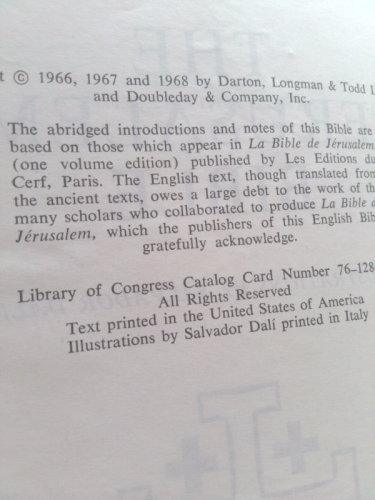 t © 1966, 1967 and 1968 by Darton, Longman & Todd L
and Doubleday & Company, Inc.
The abridged introductions and notes of this Bible are
based on those which appear in La Bible de Jérusalem
(one volume edition) published by Les Editions du
Cerf, Paris. The English text, though translated from
the ancient texts, owes a large debt to the work of th
many scholars who collaborated to produce La Bible d
Jérusalem, which the publishers of this English Bib
gratefully acknowledge.
Library of Congress Catalog Card Number 76-128
All Rights Reserved
Text printed in the United States of America
Illustrations by Salvador Dalí printed in Italy